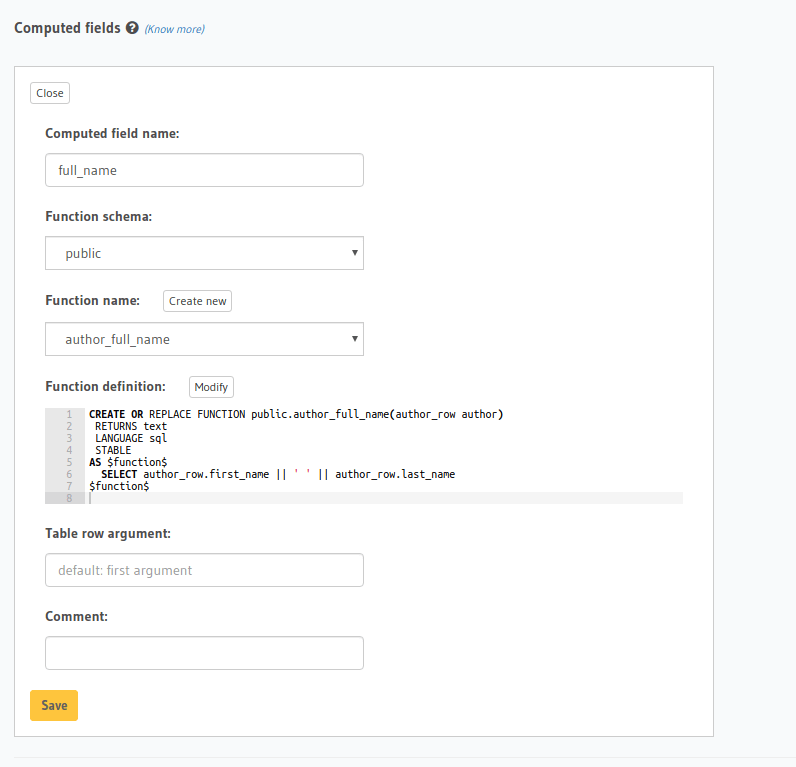 Computed fields ? (Know more)
Close
Computed field name:
full_name
Function schema:
public
Function name: Create new
author_full_name
Function definition: Modify
1 CREATE OR REPLACE FUNCTION public.author_full_name(author_row author)
2 RETURNS text
3 LANGUAGE sql
4 STABLE
5 AS $function$
6 SELECT author_row.first_name || ' ' || author_row.last_name
7 $function$
8
Table row argument:
default: first argument
Comment:
Save